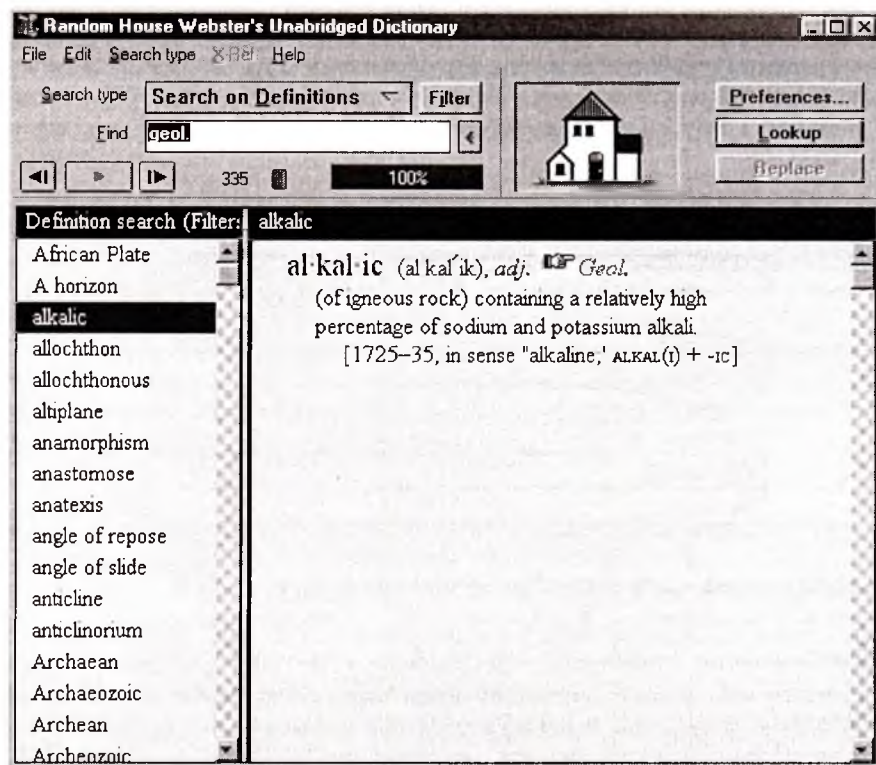 Random House Webster's Unabridged Dictionary
File Edit Search type X-Ref Help
Search type Search on Definitions Filter Preferences...
Find geol. Lookup
335 100% Replace
Definition search (Filter: alkalic
African Plate
A horizon
alkalic
allochthon
allochthonous
altiplane
anamorphism
anastomose
anatexis
angle of repose
angle of slide
anticline
anticlinorium
Archaean
Archaeozoic
Archean
Archeozoic
al·kal·ic (al kal´ik), adj. ☞ Geol.
(of igneous rock) containing a relatively high
percentage of sodium and potassium alkali.
[1725–35, in sense "alkaline;' ALKAL(I) + -IC]